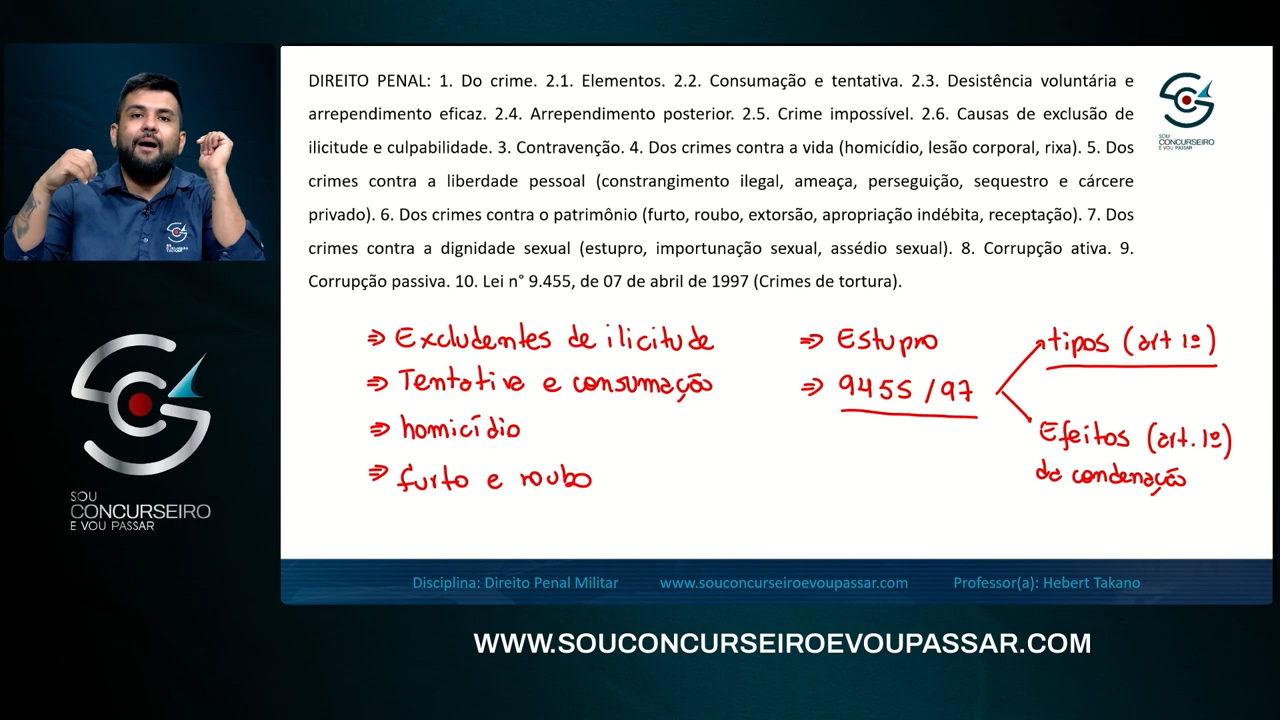 DIREITO PENAL: 1. Do crime. 2.1. Elementos. 2.2. Consumação e tentativa. 2.3. Desistência voluntária e
arrependimento eficaz. 2.4. Arrependimento posterior. 2.5. Crime impossível. 2.6. Causas de exclusão de
ilicitude e culpabilidade. 3. Contravenção. 4. Dos crimes contra a vida (homicídio, lesão corporal, rixa). 5. Dos
crimes contra a liberdade pessoal (constrangimento ilegal, ameaça, perseguição, sequestro e cárcere
privado). 6. Dos crimes contra o patrimônio (furto, roubo, extorsão, apropriação indébita, receptação). 7. Dos
crimes contra a dignidade sexual (estupro, importunação sexual, assédio sexual). 8. Corrupção ativa. 9.
Corrupção passiva. 10. Lei n° 9.455, de 07 de abril de 1997 (Crimes de tortura).
SOU
CONCURSEIRO
E VOU PASSAR
⇒ Excludentes de ilicitude
⇒ Tentativa e consumação
⇒ homicídio
⇒ furto e roubo
⇒ Estupro
⇒ 9455/97
tipos (art 1º)
Efeitos (art. 1º)
da condenação
SOU
CONCURSEIRO
E VOU PASSAR
Disciplina: Direito Penal Militar www.souconcurseiroevoupassar.com Professor(a): Hebert Takano
WWW.SOUCONCURSEIROEVOUPASSAR.COM